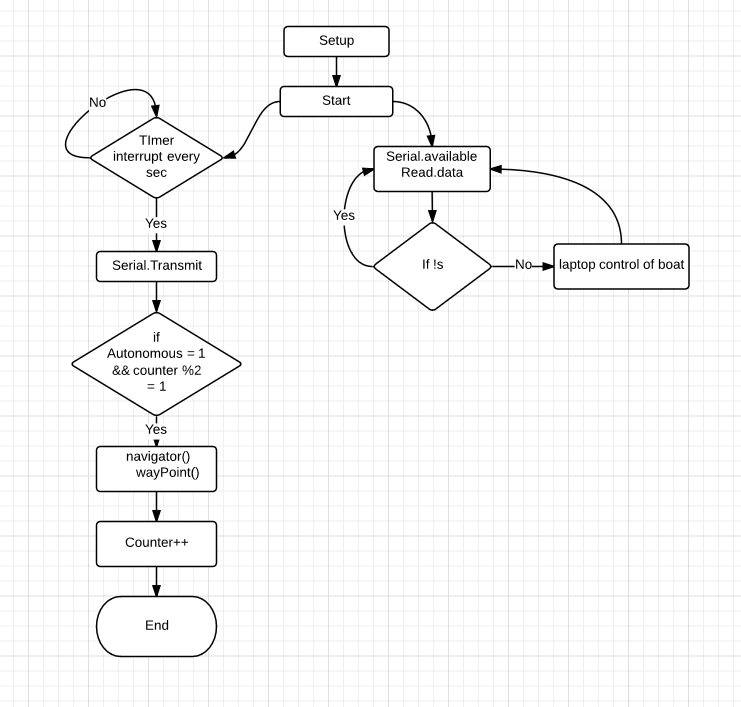 Setup
Start
No
TImer
interrupt every
sec
Yes
Serial.Transmit
if
Autonomous = 1
&& counter %2
= 1
Yes
navigator()
wayPoint()
Counter++
End
Serial.available
Read.data
Yes
If !s
No
laptop control of boat